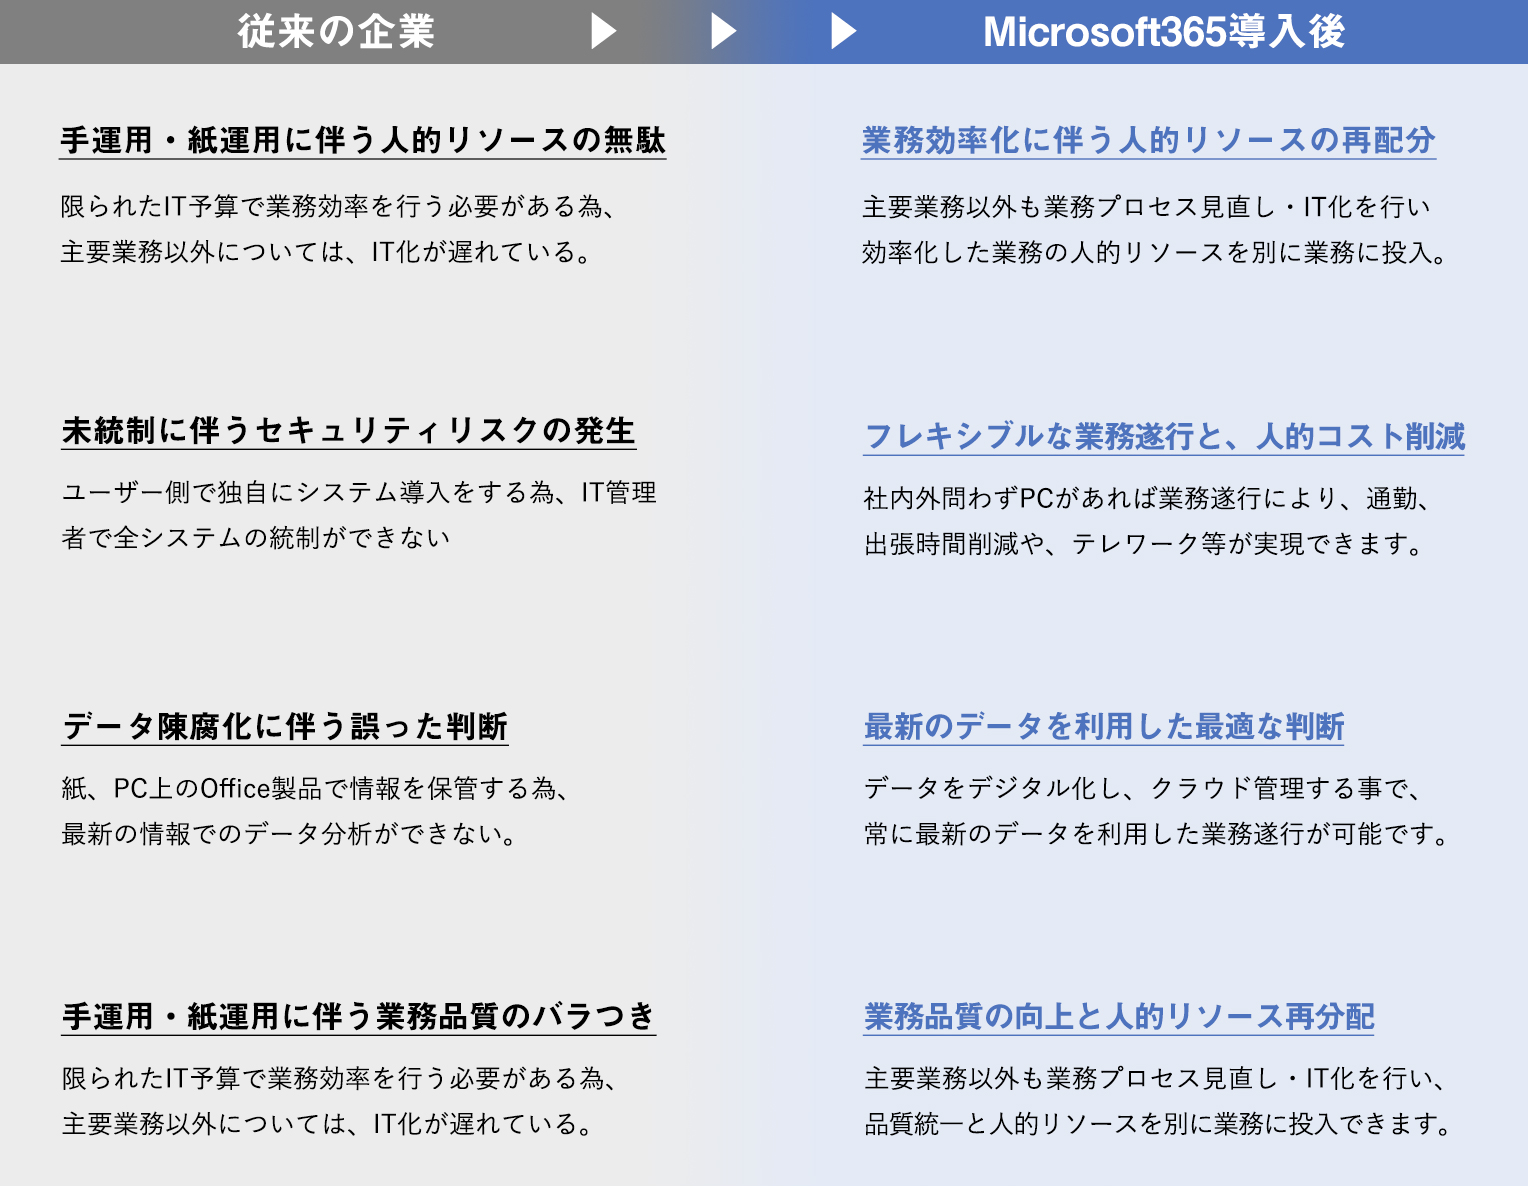 従来の企業
Microsoft365導入後
手運用・紙運用に伴う人的リソースの無駄
限られたIT予算で業務効率を行う必要がある為、
主要業務以外については、IT化が遅れている。
業務効率化に伴う人的リソースの再配分
主要業務以外も業務プロセス見直し・IT化を行い
効率化した業務の人的リソースを別に業務に投入。
未統制に伴うセキュリティリスクの発生
ユーザー側で独自にシステム導入をする為、IT管理
者で全システムの統制ができない
フレキシブルな業務遂行と、人的コスト削減
社内外問わずPCがあれば業務遂行により、通勤、
出張時間削減や、テレワーク等が実現できます。
データ陳腐化に伴う誤った判断
紙、PC上のOffice製品で情報を保管する為、
最新の情報でのデータ分析ができない。
最新のデータを利用した最適な判断
データをデジタル化し、クラウド管理する事で、
常に最新のデータを利用した業務遂行が可能です。
手運用・紙運用に伴う業務品質のバラつき
限られたIT予算で業務効率を行う必要がある為、
主要業務以外については、IT化が遅れている。
業務品質の向上と人的リソース再分配
主要業務以外も業務プロセス見直し・IT化を行い、
品質統一と人的リソースを別に業務に投入できます。